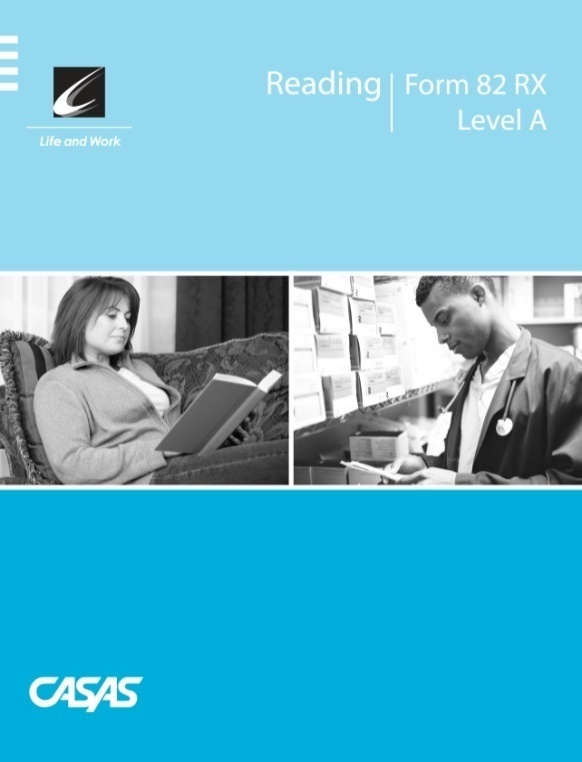 Reading
Form 82 RX
Level A
Life and Work
CASAS